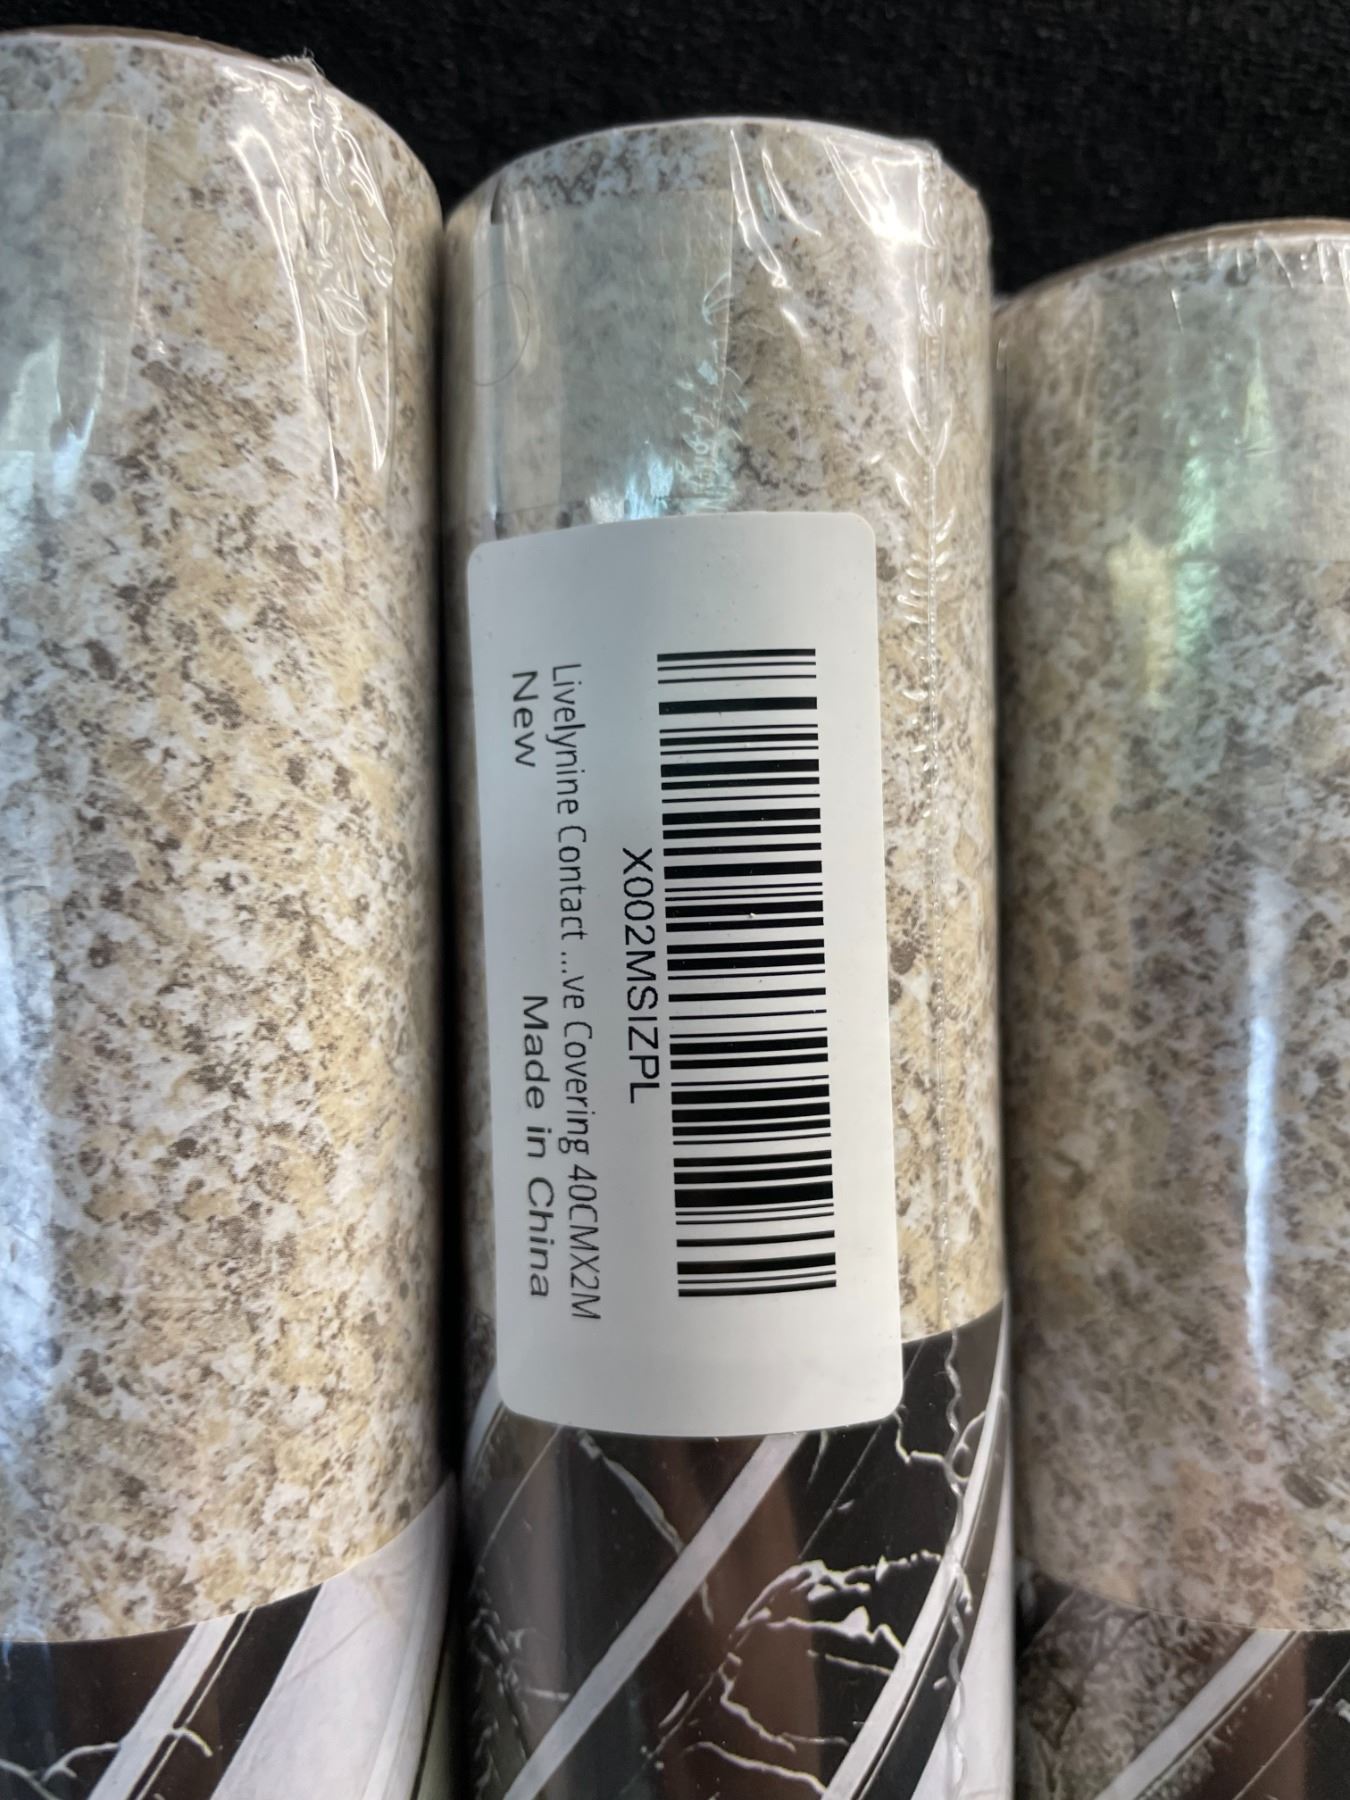 X002MSIZPL
Livelynine Contact ...ve Covering 40CMX2M
New
Made in China